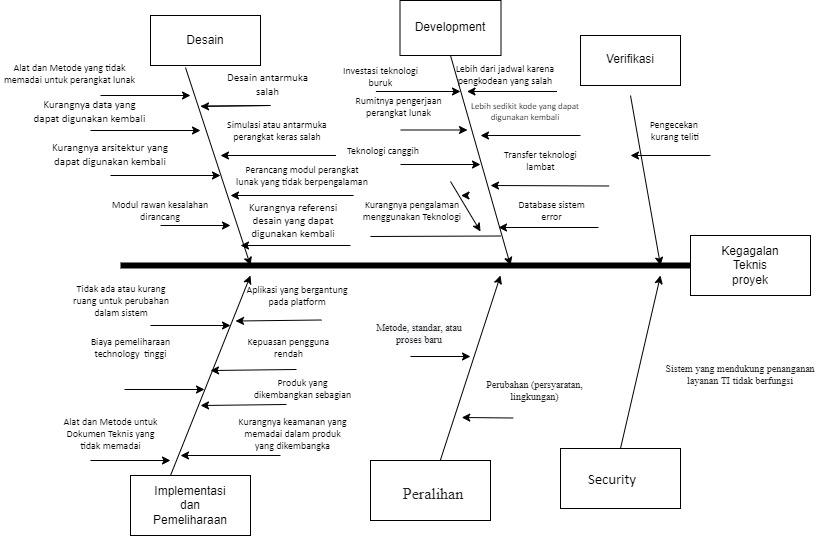 Desain
Development
Verifikasi
Alat dan Metode yang tidak
memadai untuk perangkat lunak
Desain antarmuka
salah
Kurangnya data yang
dapat digunakan kembali
Simulasi atau antarmuka
perangkat keras salah
Kurangnya arsitektur yang
dapat digunakan kembali
Perancang modul perangkat
lunak yang tidak berpengalaman
Modul rawan kesalahan
dirancang
Kurangnya referensi
desain yang dapat
digunakan kembali
Investasi teknologi
buruk
Lebih dari jadwal karena
pengkodean yang salah
Rumitnya pengerjaan
perangkat lunak
Lebih sedikit kode yang dapat
digunakan kembali
Teknologi canggih
Transfer teknologi
lambat
Kurangnya pengalaman
menggunakan Teknologi
Database sistem
error
Pengecekan
kurang teliti
Kegagalan
Teknis
proyek
Tidak ada atau kurang
ruang untuk perubahan
dalam sistem
Aplikasi yang bergantung
pada platform
Biaya pemeliharaan
technology tinggi
Kepuasan pengguna
rendah
Produk yang
dikembangkan sebagian
Alat dan Metode untuk
Dokumen Teknis yang
tidak memadai
Kurangnya keamanan yang
memadai dalam produk
yang dikembangka
Metode, standar, atau
proses baru
Perubahan (persyaratan,
lingkungan)
Sistem yang mendukung penanganan
layanan TI tidak berfungsi
Implementasi
dan
Pemeliharaan
Peralihan
Security